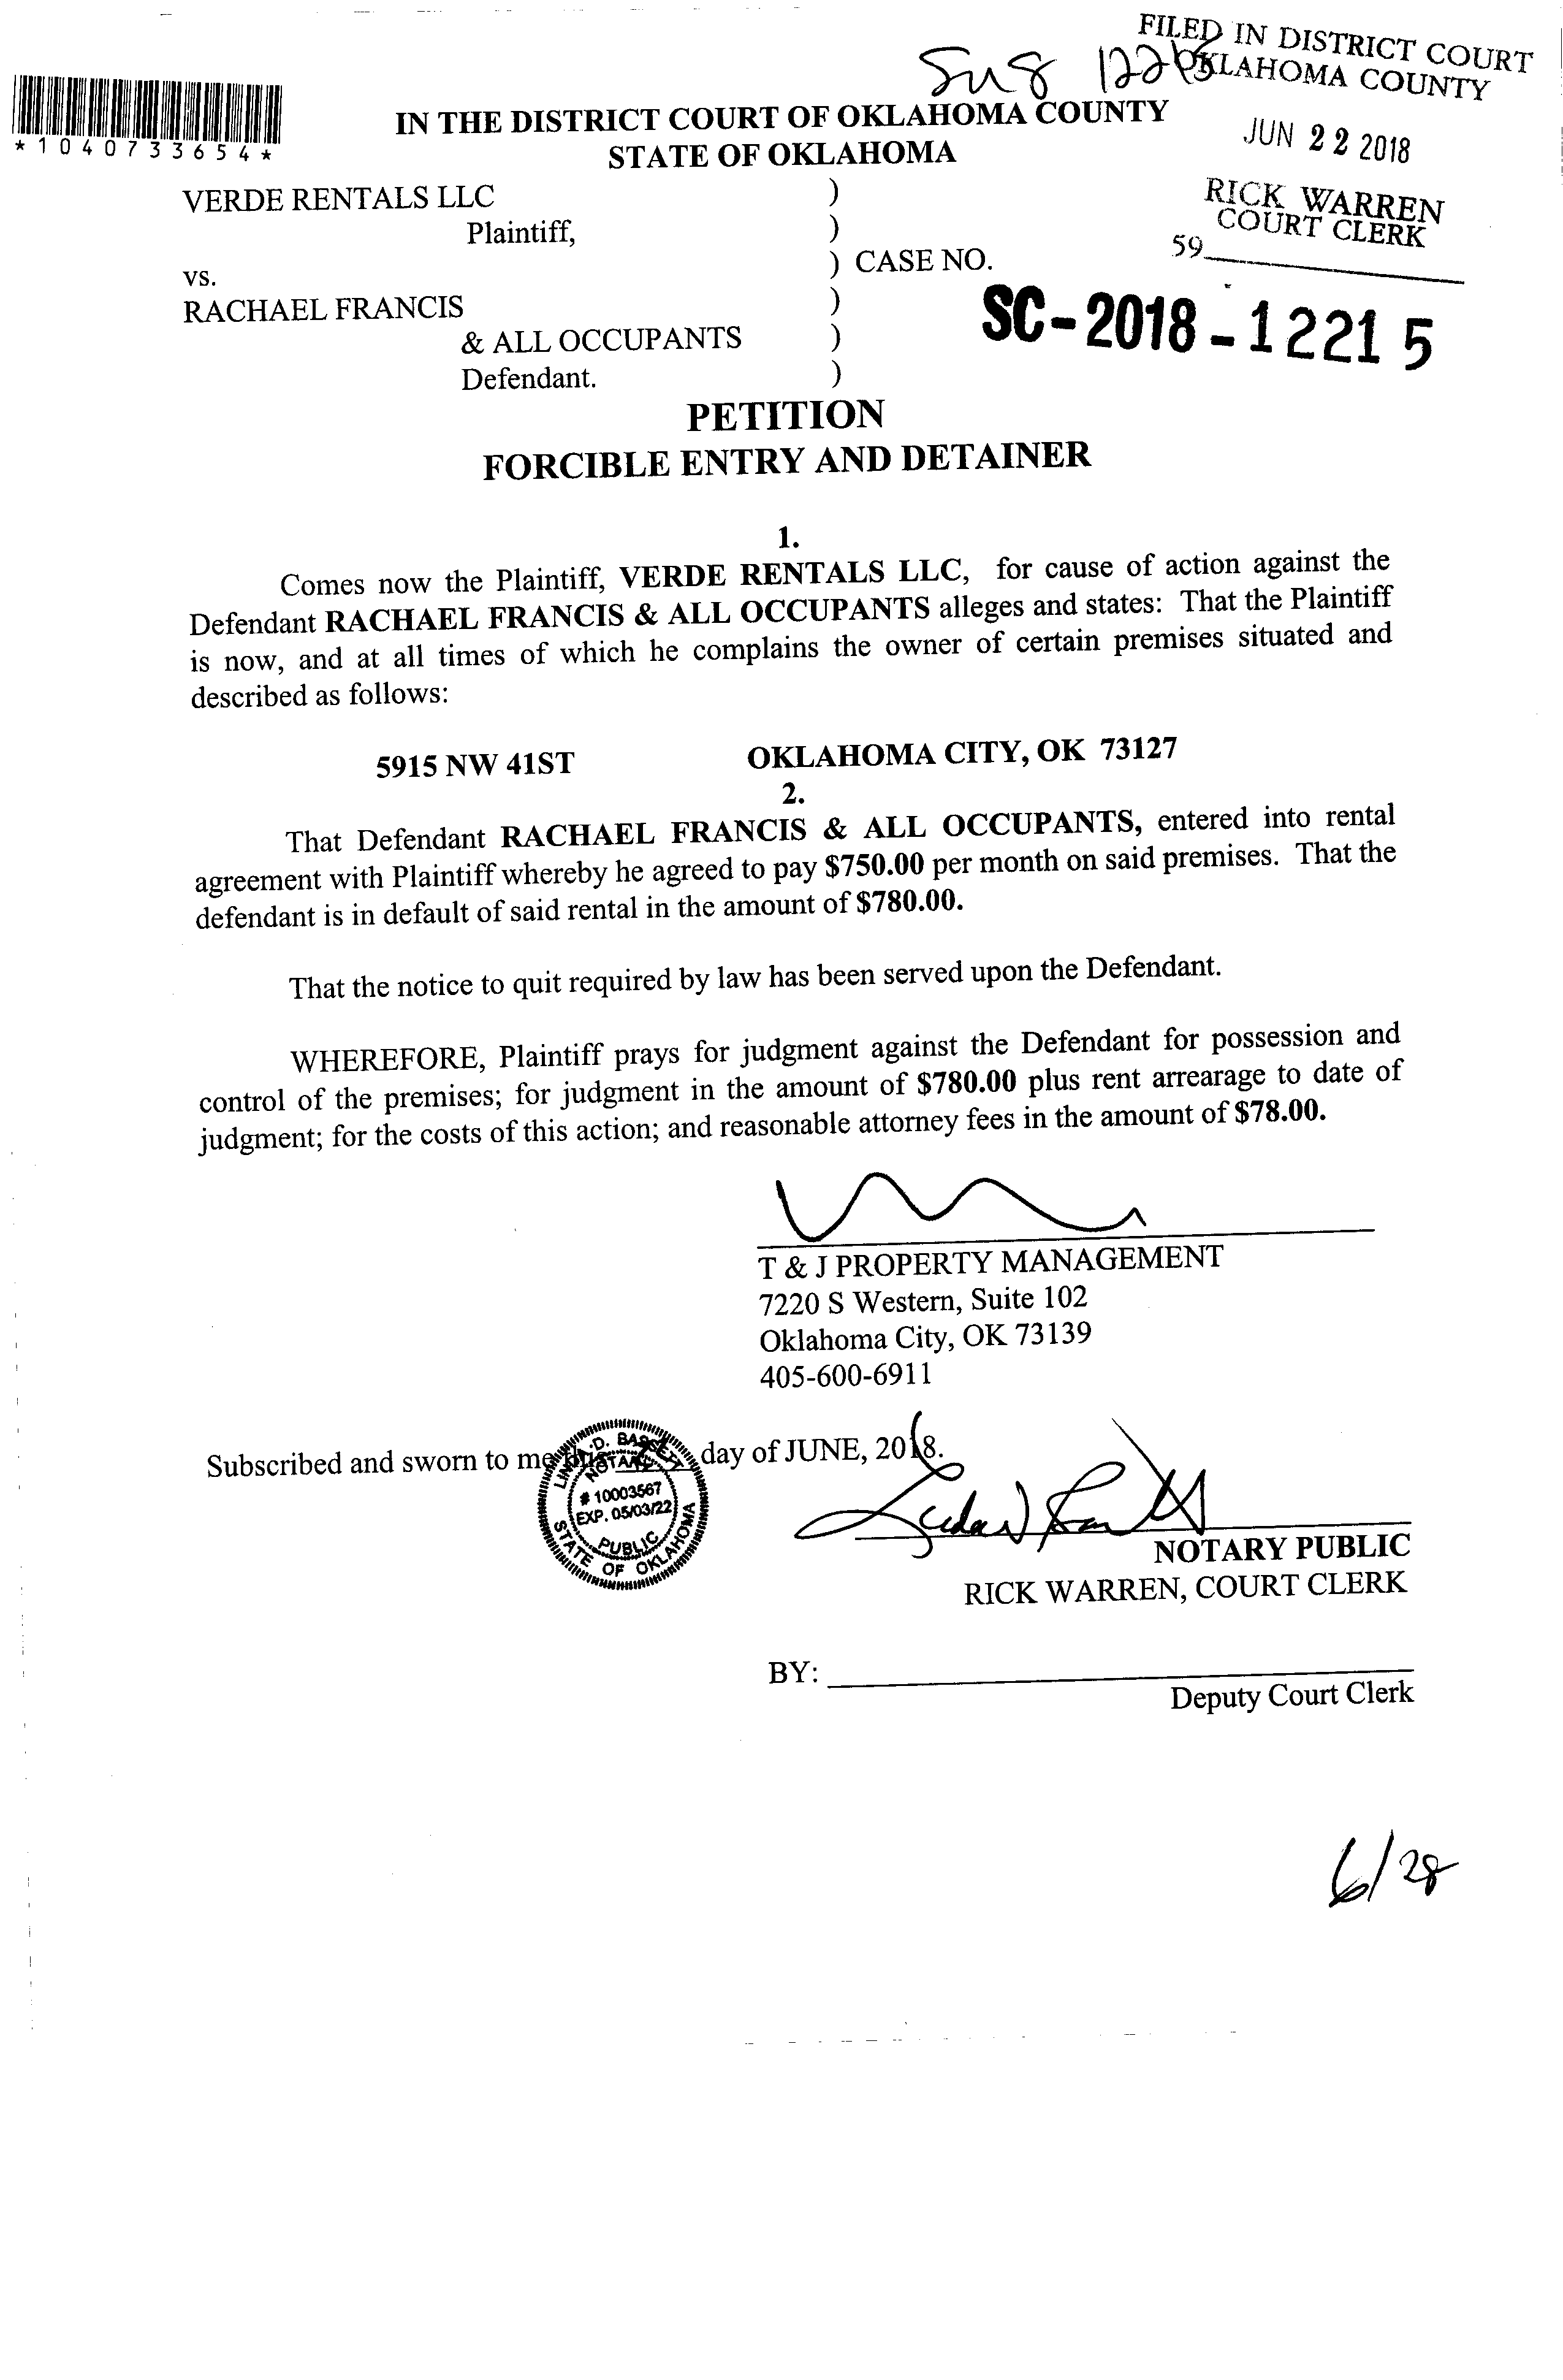 FILED IN DISTRICT COURT
OKLAHOMA COUNTY
JUN 22 2018
RICK WARREN
COURT CLERK
59
*1040733654*
IN THE DISTRICT COURT OF OKLAHOMA COUNTY
STATE OF OKLAHOMA
VERDE RENTALS LLC )
Plaintiff, )
vs. ) CASE NO.
RACHAEL FRANCIS )
& ALL OCCUPANTS )
Defendant. )
SC-2018-12215
PETITION
FORCIBLE ENTRY AND DETAINER
1.
Comes now the Plaintiff, VERDE RENTALS LLC, for cause of action against the
Defendant RACHAEL FRANCIS & ALL OCCUPANTS alleges and states: That the Plaintiff
is now, and at all times of which he complains the owner of certain premises situated and
described as follows:
5915 NW 41ST OKLAHOMA CITY, OK 73127
2.
That Defendant RACHAEL FRANCIS & ALL OCCUPANTS, entered into rental
agreement with Plaintiff whereby he agreed to pay $750.00 per month on said premises. That the
defendant is in default of said rental in the amount of $780.00.
That the notice to quit required by law has been served upon the Defendant.
WHEREFORE, Plaintiff prays for judgment against the Defendant for possession and
control of the premises; for judgment in the amount of $780.00 plus rent arrearage to date of
judgment; for the costs of this action; and reasonable attorney fees in the amount of $78.00.
T & J PROPERTY MANAGEMENT
7220 S Western, Suite 102
Oklahoma City, OK 73139
405-600-6911
Subscribed and sworn to me this day of JUNE, 2018.
LINDA D. BASSETT
NOTARY
# 10003567
EXP. 05/03/22
PUBLIC
STATE OF OKLAHOMA
NOTARY PUBLIC
RICK WARREN, COURT CLERK
BY:
Deputy Court Clerk
6/28